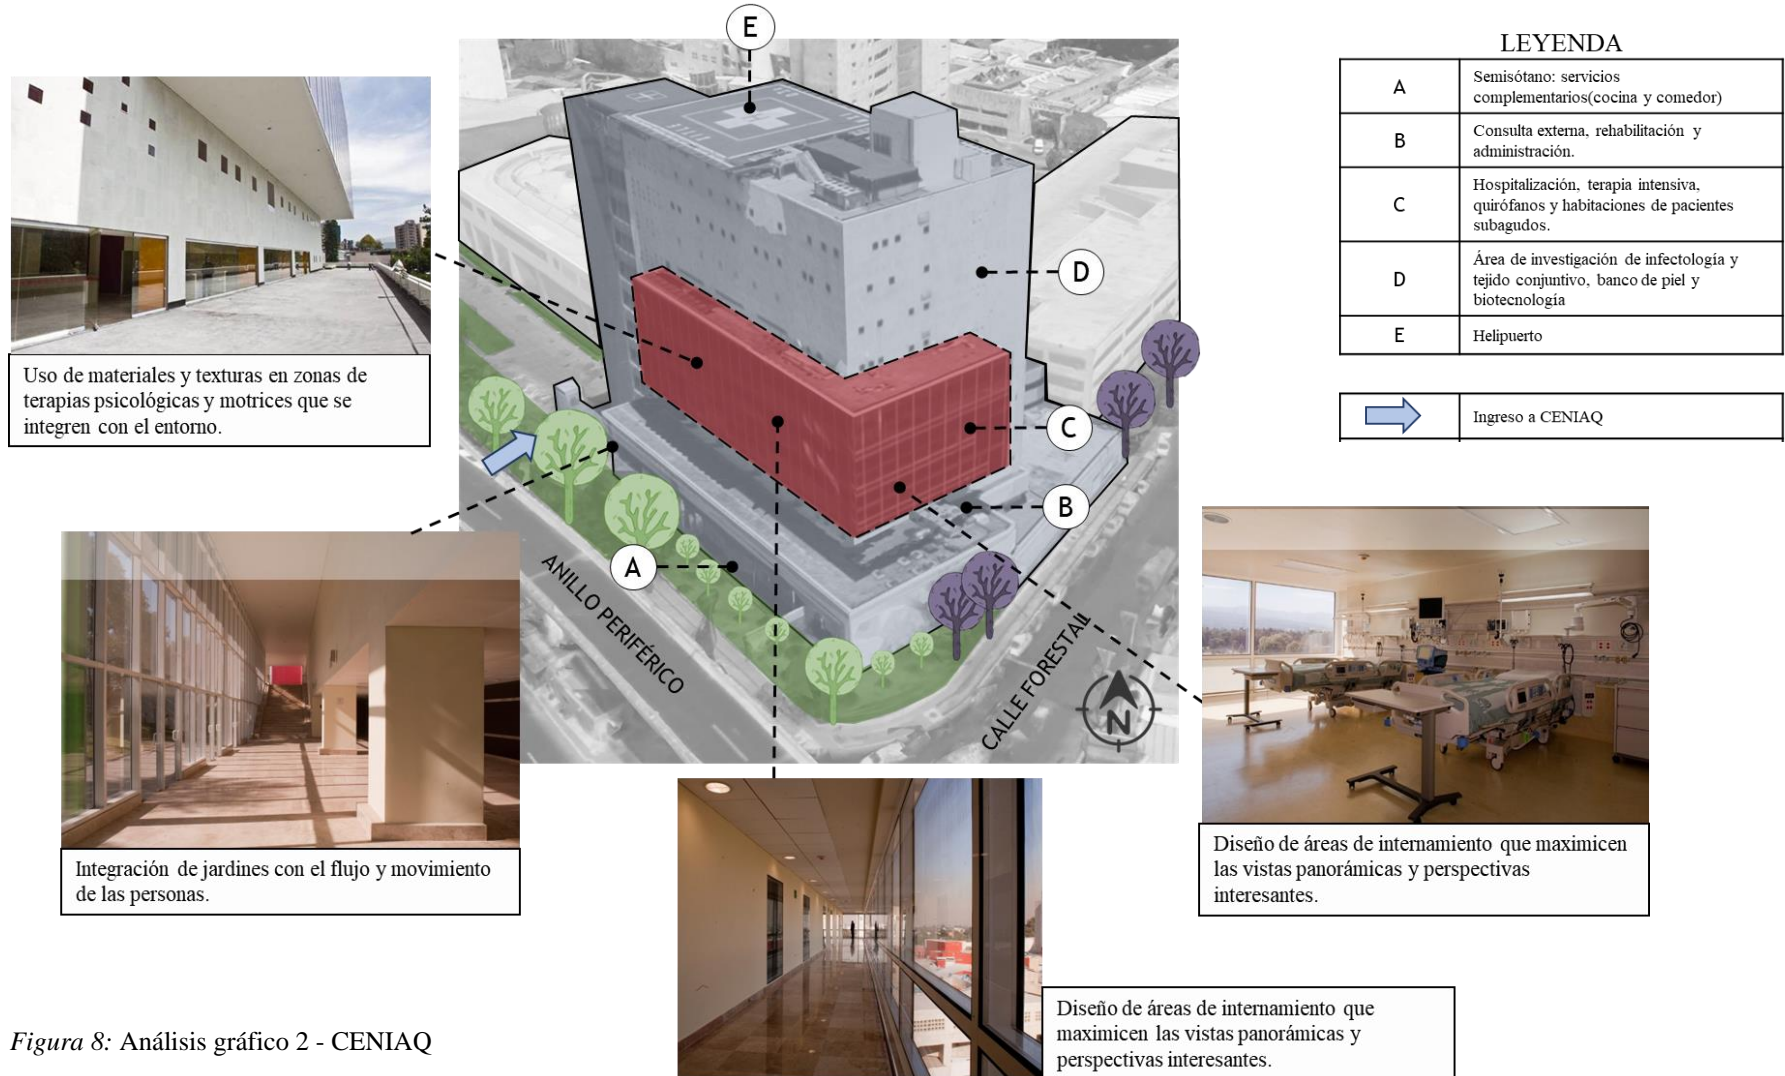 E
LEYENDA
A
Semisótano: servicios
complementarios(cocina y comedor)
B
Consulta externa, rehabilitación y
administración.
C
Hospitalización, terapia intensiva,
quirófanos y habitaciones de pacientes
subagudos.
D
Área de investigación de infectología y
tejido conjuntivo, banco de piel y
biotecnología
E
Helipuerto
Ingreso a CENIAQ
D
C
B
A
ANILLO PERIFÉRICO
CALLE FORESTAL
N
Uso de materiales y texturas en zonas de
terapias psicológicas y motrices que se
integren con el entorno.
Integración de jardines con el flujo y movimiento
de las personas.
Diseño de áreas de internamiento que maximicen
las vistas panorámicas y perspectivas
interesantes.
Diseño de áreas de internamiento que
maximicen las vistas panorámicas y
perspectivas interesantes.
Figura 8: Análisis gráfico 2 - CENIAQ